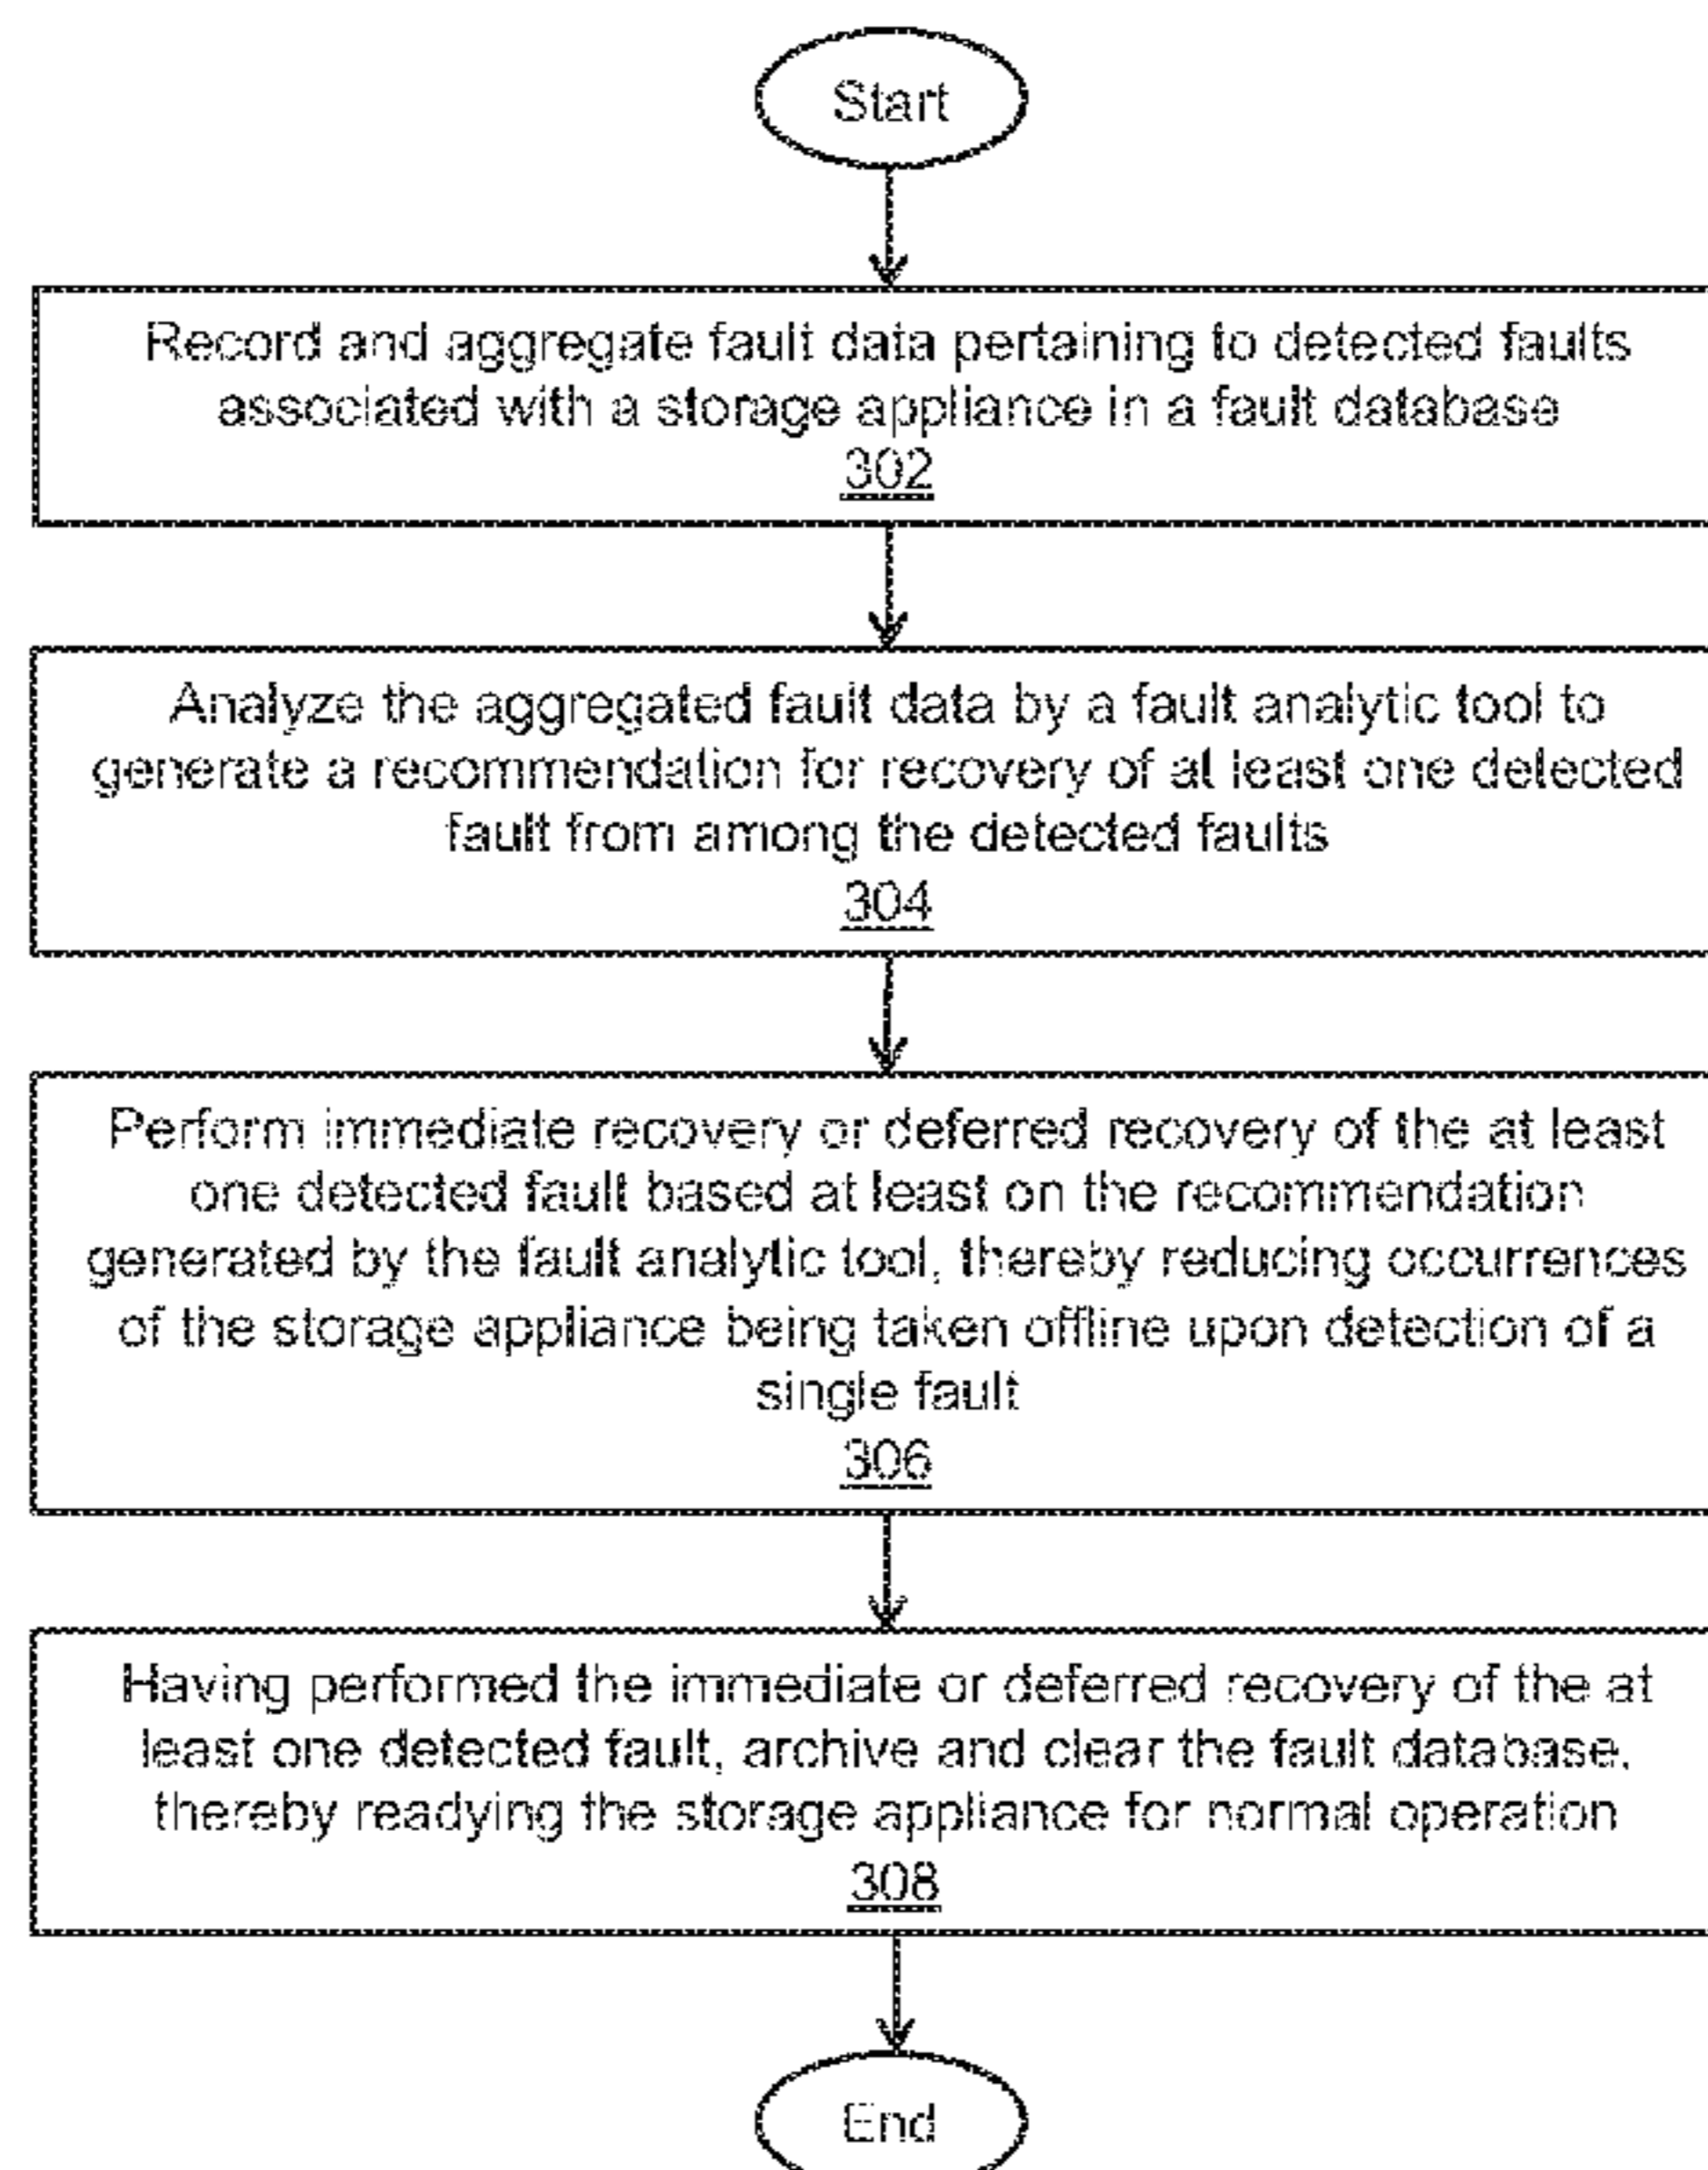 Start
Record and aggregate fault data pertaining to detected faults
associated with a storage appliance in a fault database
302
Analyze the aggregated fault data by a fault analytic tool to
generate a recommendation for recovery of at least one detected
fault from among the detected faults
304
Perform immediate recovery or deferred recovery of the at least
one detected fault based at least on the recommendation
generated by the fault analytic tool, thereby reducing occurrences
of the storage appliance being taken offline upon detection of a
single fault
306
Having performed the immediate or deferred recovery of the at
least one detected fault, archive and clear the fault database,
thereby readying the storage appliance for normal operation
308
End